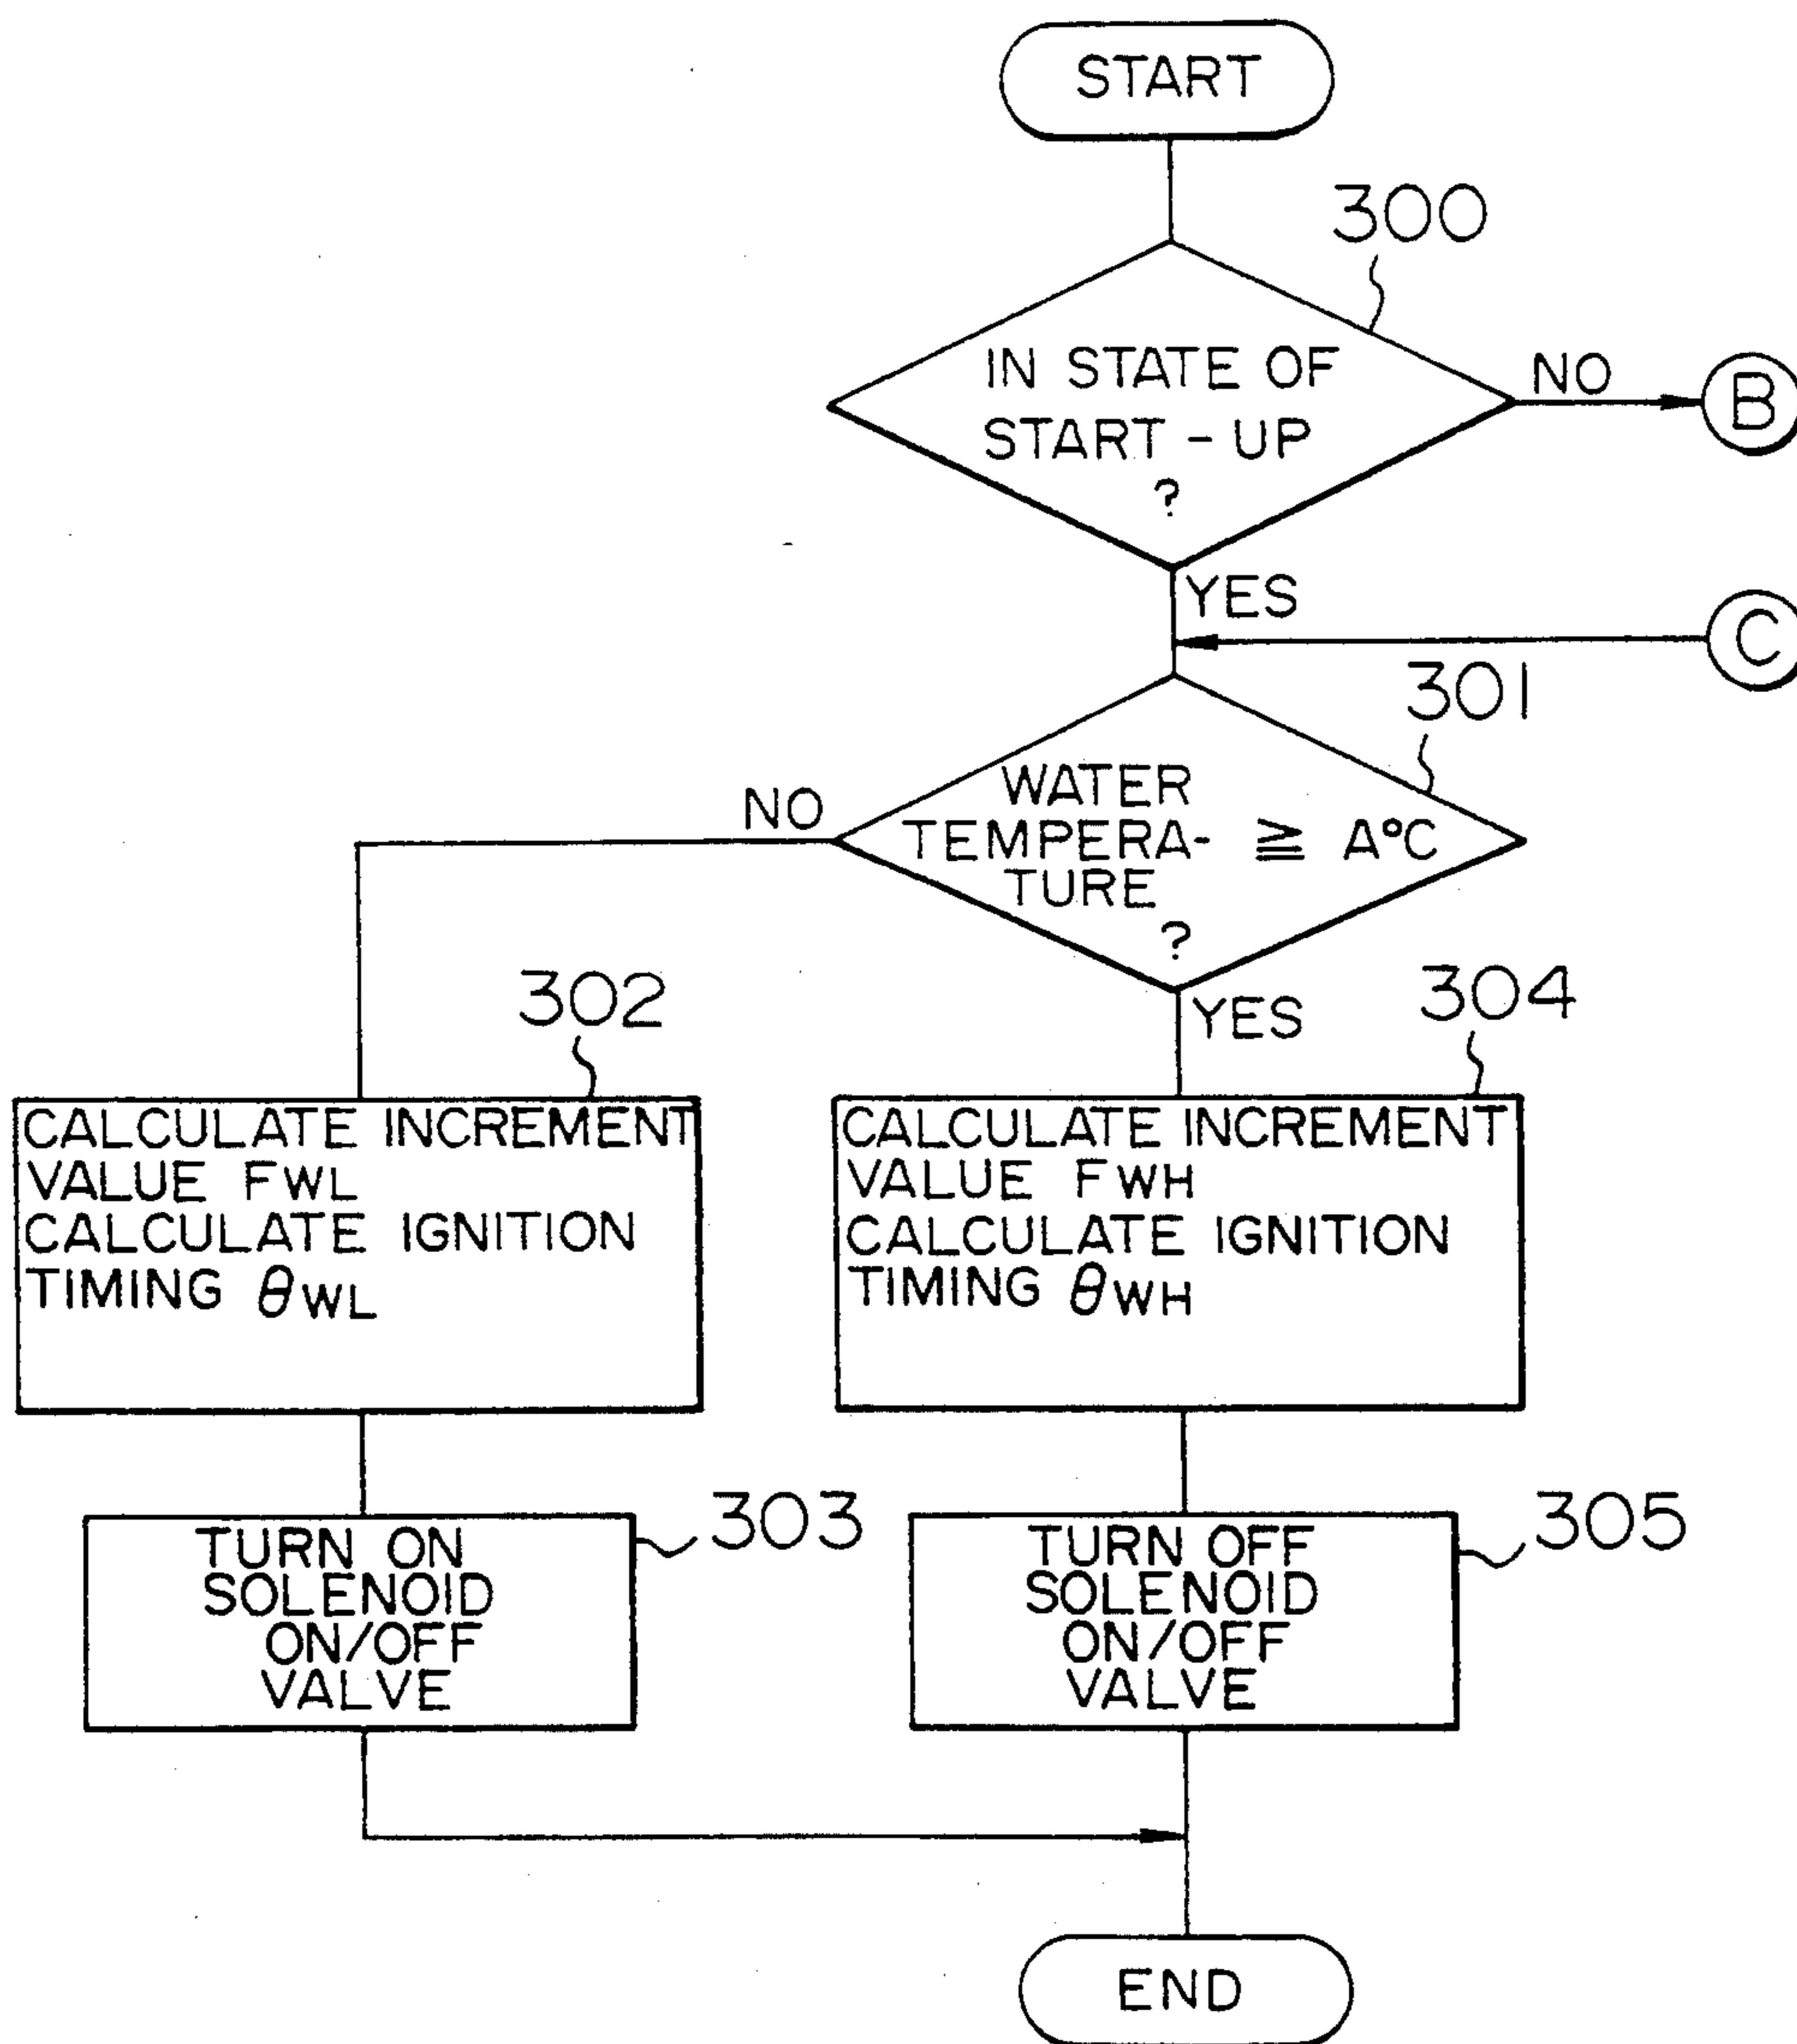 START
300
IN STATE OF
START - UP
?
NO
B
YES
C
301
WATER
TEMPERA- ≧ A°C
TURE
?
NO
YES
302
CALCULATE INCREMENT
VALUE FWL
CALCULATE IGNITION
TIMING θWL
304
CALCULATE INCREMENT
VALUE FWH
CALCULATE IGNITION
TIMING θWH
303
TURN ON
SOLENOID
ON/OFF
VALVE
305
TURN OFF
SOLENOID
ON/OFF
VALVE
END